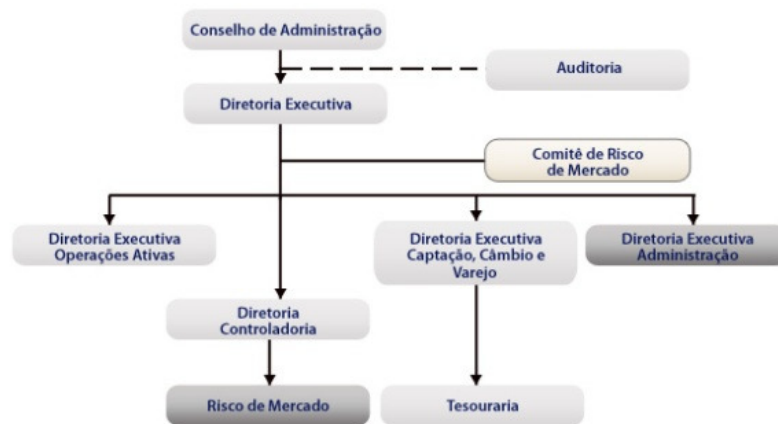 Conselho de Administração
Auditoria
Diretoria Executiva
Comitê de Risco
de Mercado
Diretoria Executiva
Operações Ativas
Diretoria Executiva
Captação, Câmbio e
Varejo
Diretoria Executiva
Administração
Diretoria
Controladoria
Risco de Mercado
Tesouraria